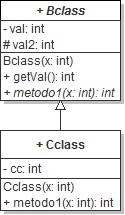 + Bclass
- val: int
# val2: int
Bclass(x: int)
+ getVal(): int
+ metodo1(x: int): int
+ Cclass
- cc: int
Cclass(x: int)
+ metodo1(x: int): int